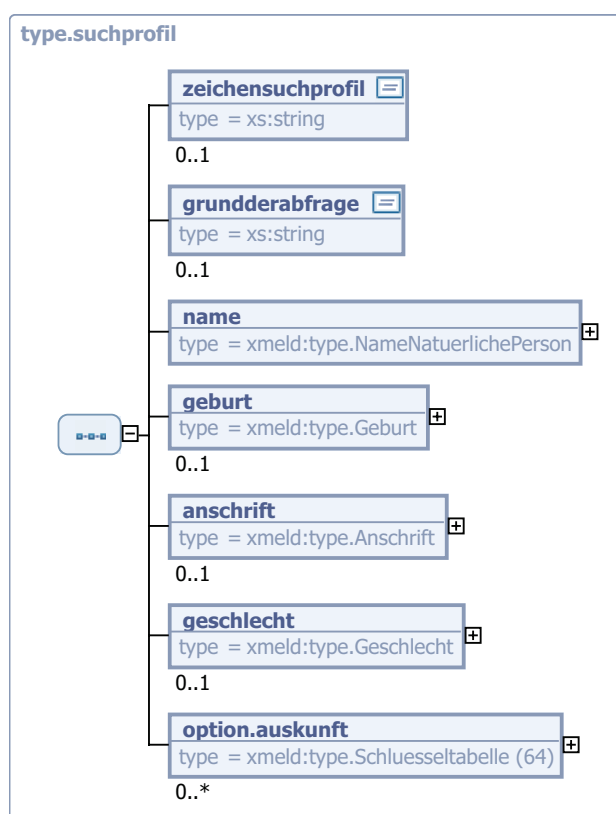 type.suchprofil
zeichensuchprofil
type = xs:string
0..1
grundderabfrage
type = xs:string
0..1
name
type = xmeld:type.NameNatuerlichePerson
geburt
type = xmeld:type.Geburt
0..1
anschrift
type = xmeld:type.Anschrift
0..1
geschlecht
type = xmeld:type.Geschlecht
0..1
option.auskunft
type = xmeld:type.Schluesseltabelle (64)
0..*